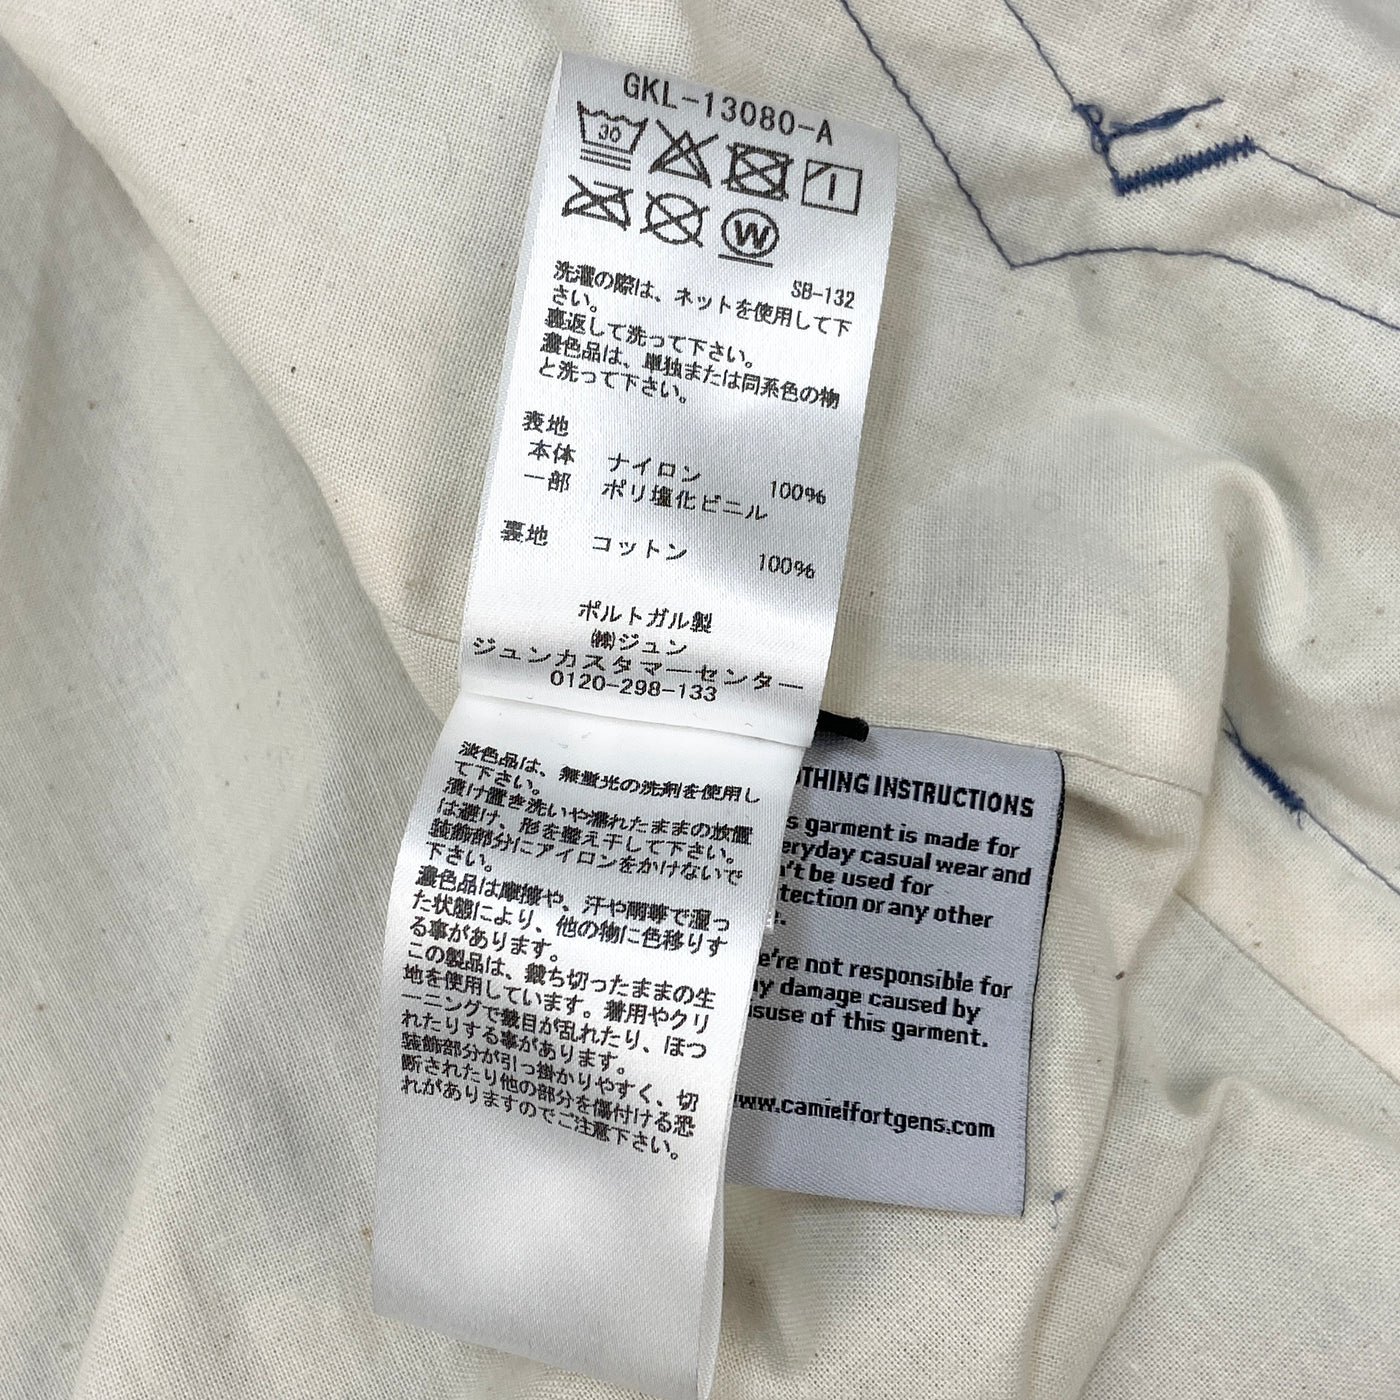 GKL-13080-A
30
W
SB-132
洗濯の際は、ネットを使用して下
さい。
裏返して洗って下さい。
濃色品は、単独または同系色の物
と洗って下さい。
表地
本体 ナイロン 100%
一部 ポリ塩化ビニル
裏地 コットン 100%
ポルトガル製
㈱ジュン
ジュンカスタマーセンター
0120-298-133
淡色品は、無蛍光の洗剤を使用し
て下さい。
漬け置き洗いや濡れたままの放置
は避け、形を整え干して下さい。
装飾部分にアイロンをかけないで
下さい。
濃色品は摩擦や、汗や雨等で湿っ
た状態により、他の物に色移りす
る事があります。
この製品は、裁ち切ったままの生
地を使用しています。着用やクリ
ーニングで織目が乱れたり、ほつ
れたりする事があります。
装飾部分が引っ掛かりやすく、切
断されたり他の部分を傷付ける恐
れがありますのでご注意下さい。
OTHING INSTRUCTIONS
s garment is made for
eryday casual wear and
n't be used for
tection or any other
e.
e're not responsible for
ny damage caused by
isuse of this garment.
www.camielfortgens.com